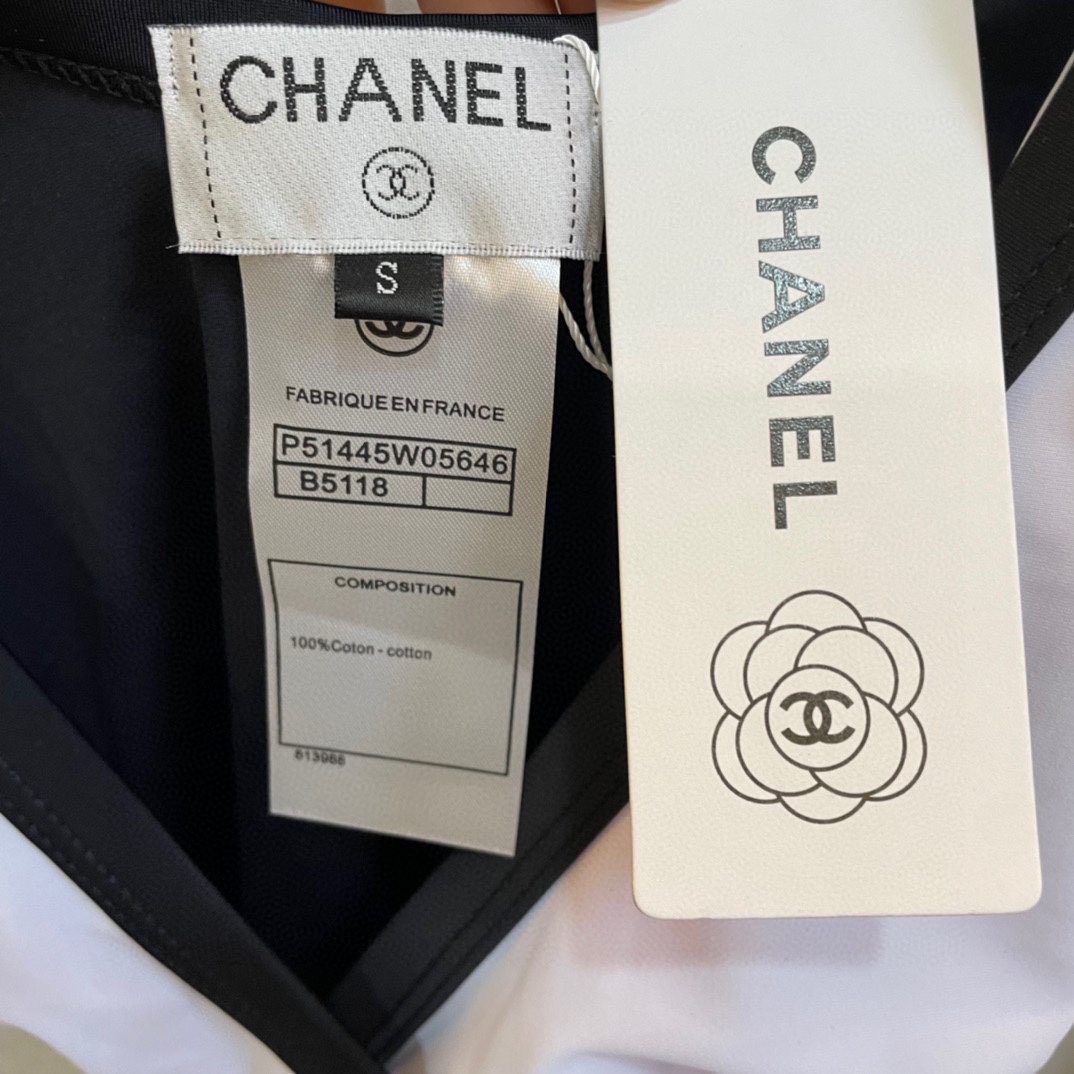 CHANEL
S
FABRIQUE EN FRANCE
P51445W05646
B5118
COMPOSITION
100%Coton - cotton
813988
CHANEL